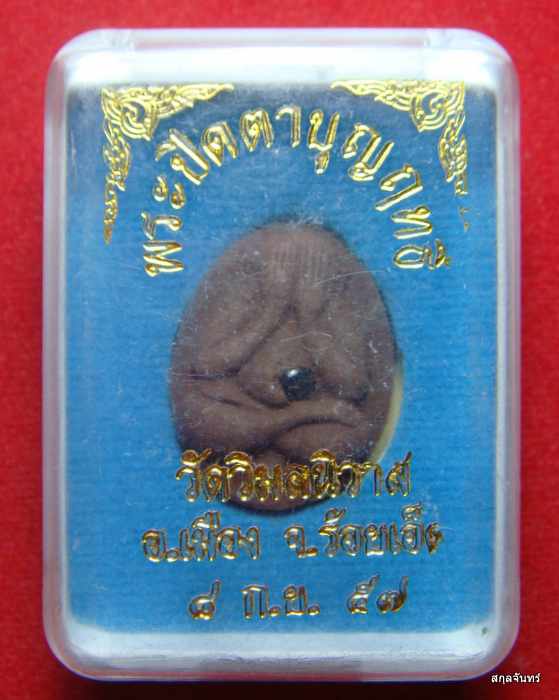 พระปิดตาบุญฤทธิ์
วัดวิมลนิวาส
อ.เมือง จ.ร้อยเอ็ด
๘ ก.ย. ๕๗
สกุลจันทร์